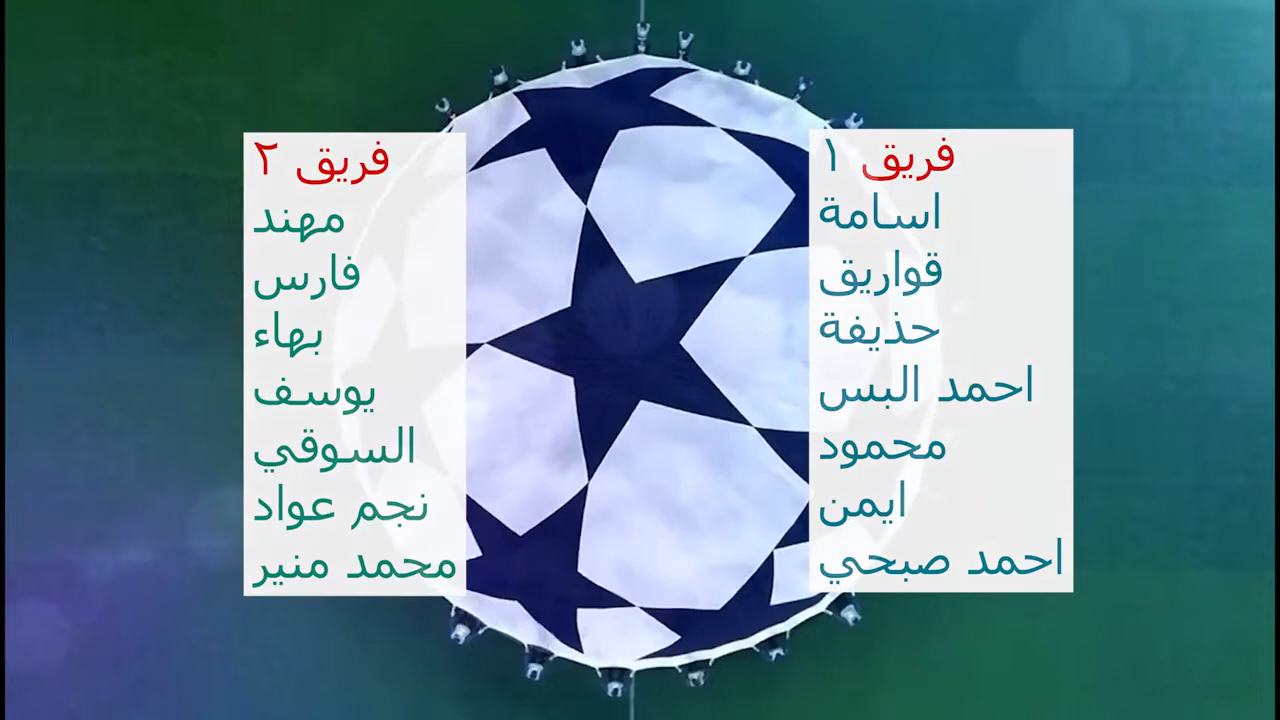 فريق ١
اسامة
قواريق
حذيفة
احمد البس
محمود
ايمن
احمد صبحي
فريق ٢
مهند
فارس
بهاء
يوسف
السوقي
نجم عواد
محمد منير